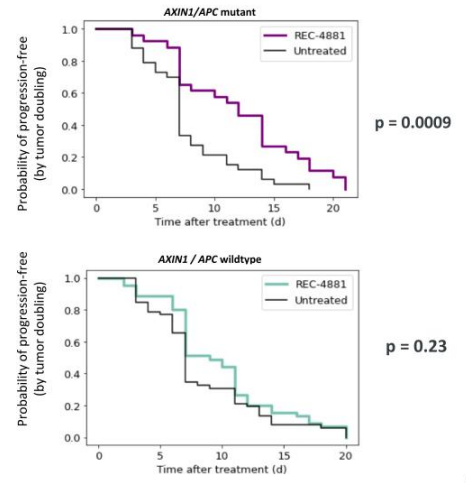 AXIN1/APC mutant
Probability of progression-free
(by tumor doubling)
1.0
0.8
0.6
0.4
0.2
0.0
REC-4881
Untreated
0
5
10
15
20
Time after treatment (d)
p = 0.0009
AXIN1 / APC wildtype
Probability of progression-free
(by tumor doubling)
1.0
0.8
0.6
0.4
0.2
0.0
REC-4881
Untreated
0
5
10
15
20
Time after treatment (d)
p = 0.23